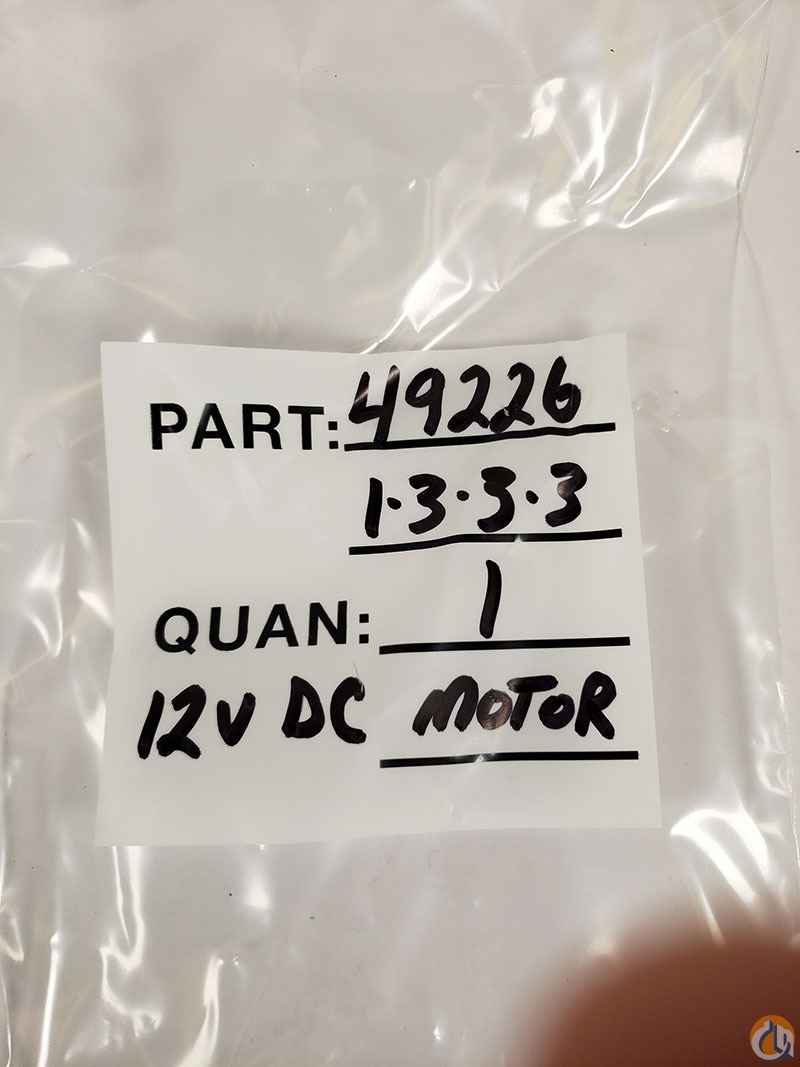 PART: 49226
1.3.3.3
QUAN: 1
12V DC MOTOR